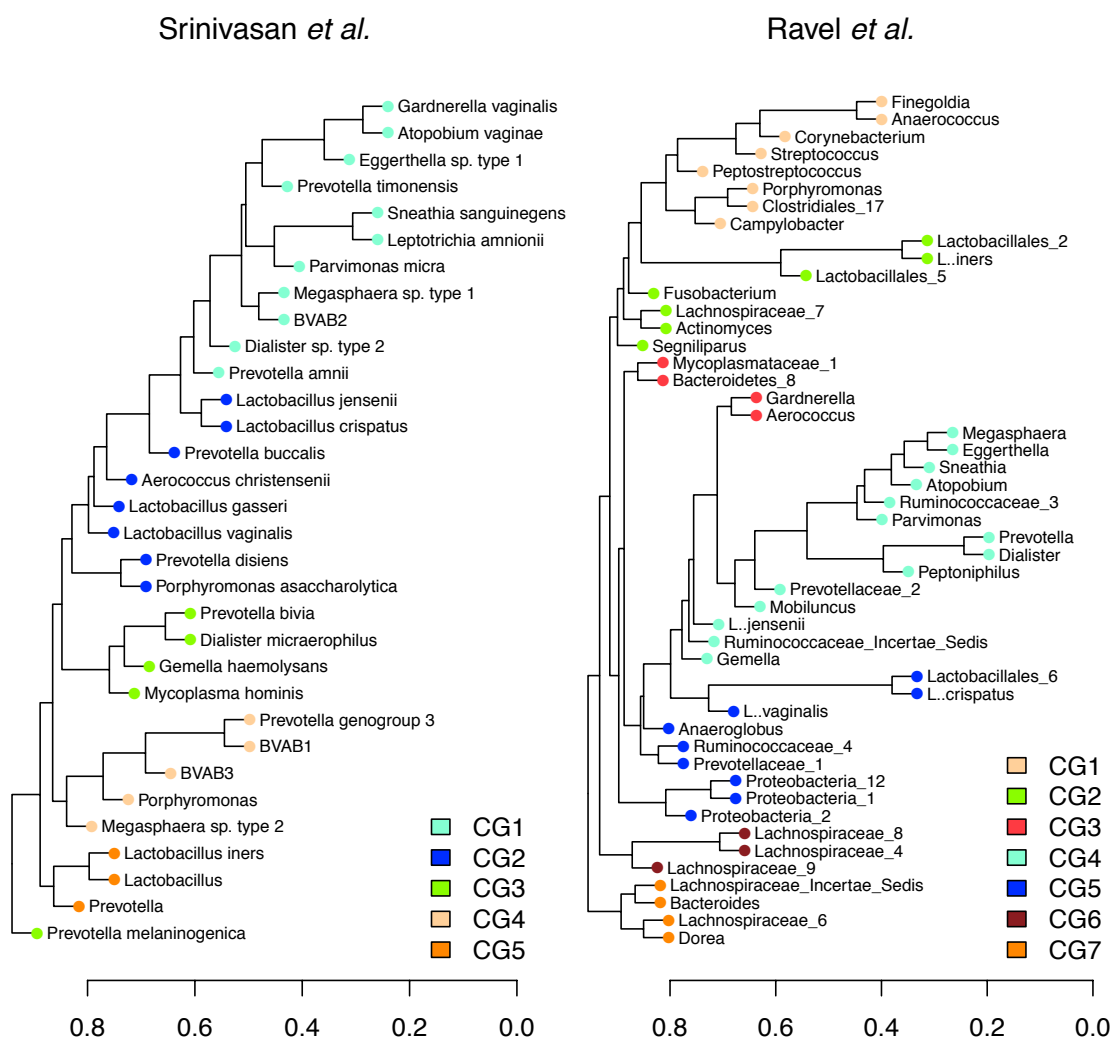 Srinivasan et al.
Gardnerella vaginalis
Atopobium vaginae
Eggerthella sp. type 1
Prevotella timonensis
Sneathia sanguinegens
Leptotrichia amnionii
Parvimonas micra
Megasphaera sp. type 1
BVAB2
Dialister sp. type 2
Prevotella amnii
Lactobacillus jensenii
Lactobacillus crispatus
Prevotella buccalis
Aerococcus christensenii
Lactobacillus gasseri
Lactobacillus vaginalis
Prevotella disiens
Porphyromonas asaccharolytica
Prevotella bivia
Dialister micraerophilus
Gemella haemolysans
Mycoplasma hominis
Prevotella genogroup 3
BVAB1
BVAB3
Porphyromonas
Megasphaera sp. type 2
Lactobacillus iners
Lactobacillus
Prevotella
Prevotella melaninogenica
CG1
CG2
CG3
CG4
CG5
0.8 0.6 0.4 0.2 0.0
Ravel et al.
Finegoldia
Anaerococcus
Corynebacterium
Streptococcus
Peptostreptococcus
Porphyromonas
Clostridiales_17
Campylobacter
Lactobacillales_2
L..iners
Lactobacillales_5
Fusobacterium
Lachnospiraceae_7
Actinomyces
Segniliparus
Mycoplasmataceae_1
Bacteroidetes_8
Gardnerella
Aerococcus
Megasphaera
Eggerthella
Sneathia
Atopobium
Ruminococcaceae_3
Parvimonas
Prevotella
Dialister
Peptoniphilus
Prevotellaceae_2
Mobiluncus
L..jensenii
Ruminococcaceae_Incertae_Sedis
Gemella
Lactobacillales_6
L..crispatus
L..vaginalis
Anaeroglobus
Ruminococcaceae_4
Prevotellaceae_1
Proteobacteria_12
Proteobacteria_1
Proteobacteria_2
Lachnospiraceae_8
Lachnospiraceae_4
Lachnospiraceae_9
Lachnospiraceae_Incertae_Sedis
Bacteroides
Lachnospiraceae_6
Dorea
CG1
CG2
CG3
CG4
CG5
CG6
CG7
0.8 0.6 0.4 0.2 0.0